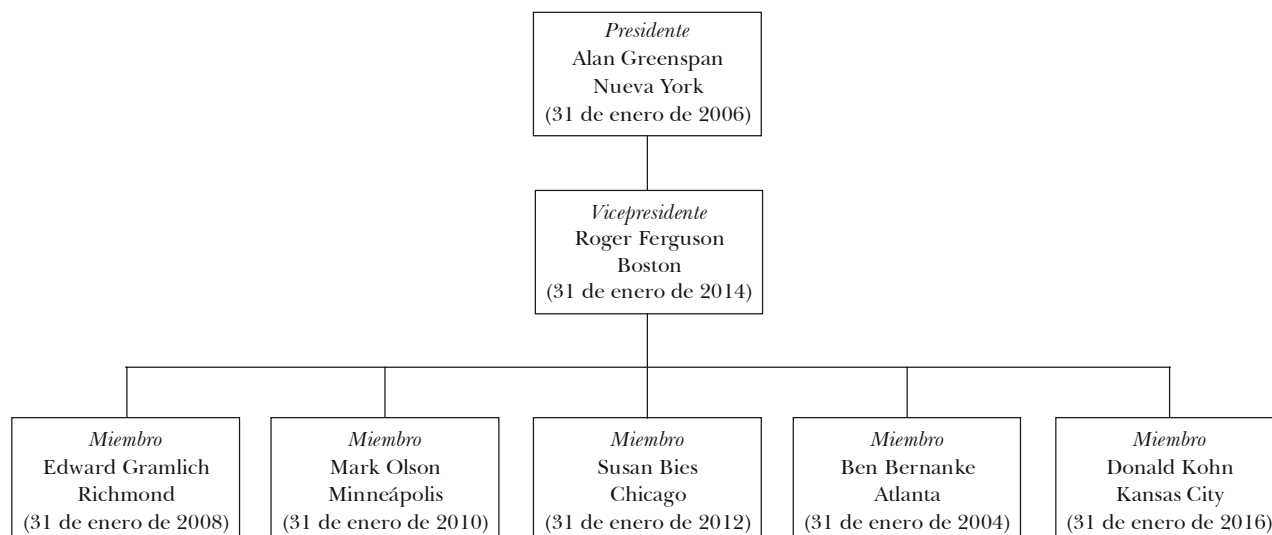 Presidente
Alan Greenspan
Nueva York
(31 de enero de 2006)
Vicepresidente
Roger Ferguson
Boston
(31 de enero de 2014)
Miembro
Edward Gramlich
Richmond
(31 de enero de 2008)
Miembro
Mark Olson
Minneápolis
(31 de enero de 2010)
Miembro
Susan Bies
Chicago
(31 de enero de 2012)
Miembro
Ben Bernanke
Atlanta
(31 de enero de 2004)
Miembro
Donald Kohn
Kansas City
(31 de enero de 2016)